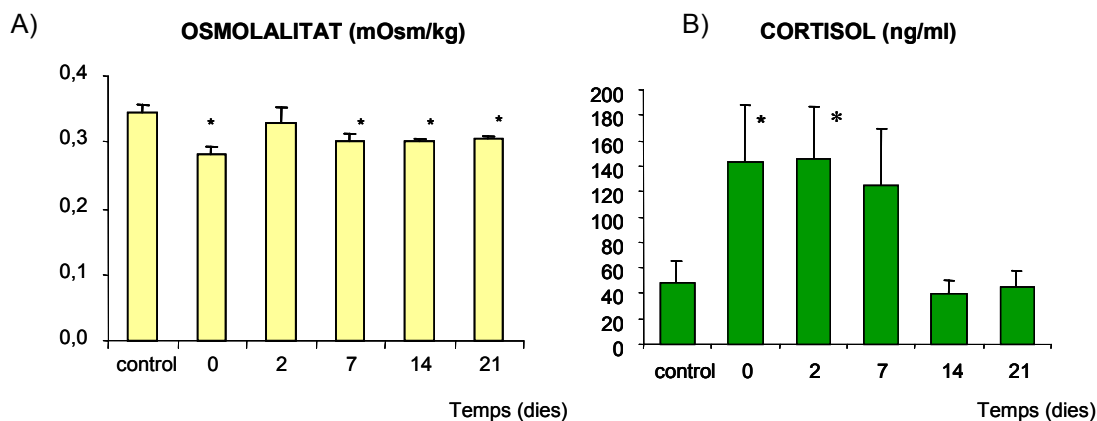 A)
OSMOLALITAT (mOsm/kg)
0,4
0,3
0,2
0,1
0,0
*
*
*
*
control 0 2 7 14 21
Temps (dies)
B)
CORTISOL (ng/ml)
200
180
160
140
120
100
80
60
40
20
0
*
*
control 0 2 7 14 21
Temps (dies)